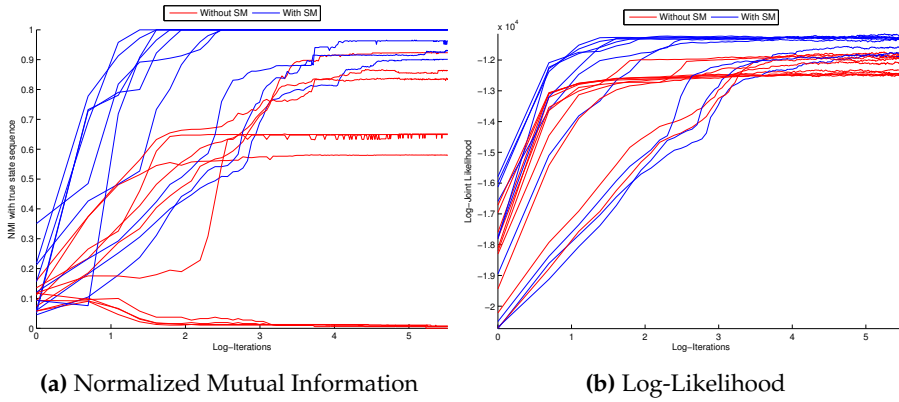 Without SM With SM
1
0.9
0.8
0.7
0.6
0.5
0.4
0.3
0.2
0.1
0
NMI with true state sequence
0 1 2 3 4 5
Log-Iterations
(a) Normalized Mutual Information
x 10^4
Without SM With SM
-1.2
-1.3
-1.4
-1.5
-1.6
-1.7
-1.8
-1.9
-2
Log-Joint Likelihood
0 1 2 3 4 5
Log-Iterations
(b) Log-Likelihood